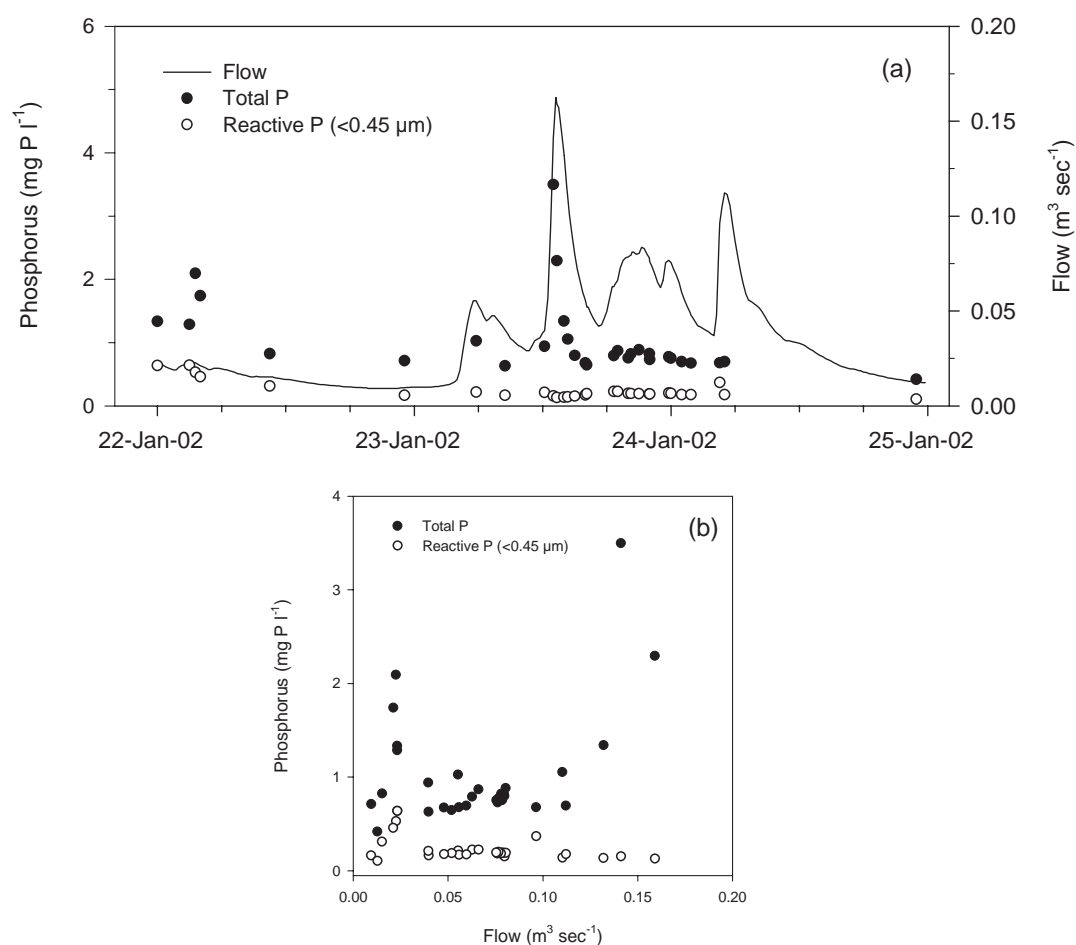 (a)
Flow
Total P
Reactive P (<0.45 µm)
Phosphorus (mg P l⁻¹)
6
4
2
0
Flow (m³ sec⁻¹)
0.20
0.15
0.10
0.05
0.00
22-Jan-02 23-Jan-02 24-Jan-02 25-Jan-02
(b)
Total P
Reactive P (<0.45 µm)
Phosphorus (mg P l⁻¹)
4
3
2
1
0
0.00 0.05 0.10 0.15 0.20
Flow (m³ sec⁻¹)